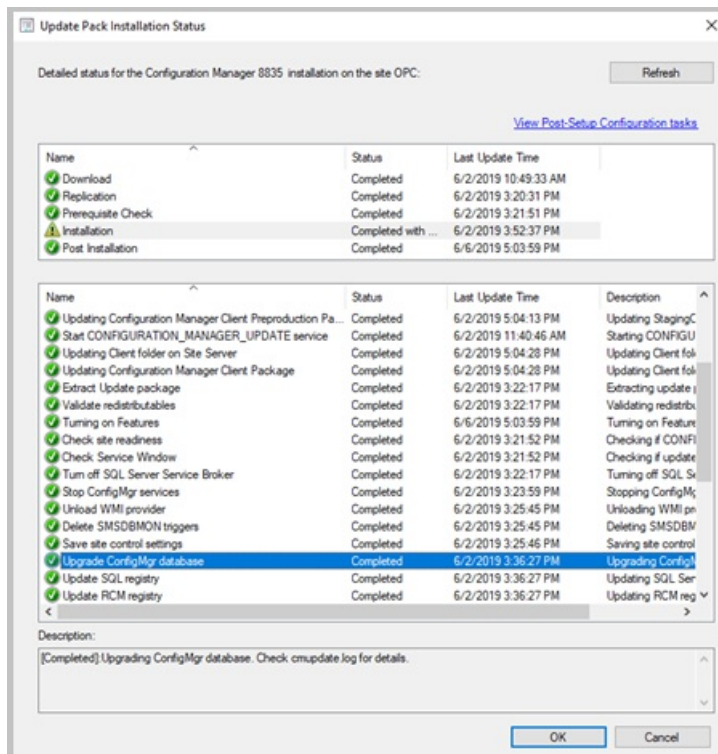 Update Pack Installation Status
Detailed status for the Configuration Manager 8835 installation on the site OPC:
Refresh
View Post-Setup Configuration tasks
Name Status Last Update Time
Download Completed 6/2/2019 10:49:33 AM
Replication Completed 6/2/2019 3:20:31 PM
Prerequisite Check Completed 6/2/2019 3:21:51 PM
Installation Completed with ... 6/2/2019 3:52:37 PM
Post Installation Completed 6/6/2019 5:03:59 PM
Name Status Last Update Time Description
Updating Configuration Manager Client Preproduction Pa... Completed 6/2/2019 5:04:13 PM Updating StagingC
Start CONFIGURATION_MANAGER_UPDATE service Completed 6/2/2019 11:40:46 AM Starting CONFIGU
Updating Client folder on Site Server Completed 6/2/2019 5:04:28 PM Updating Client fol
Updating Configuration Manager Client Package Completed 6/2/2019 5:04:28 PM Updating Client fol
Extract Update package Completed 6/2/2019 3:22:17 PM Extracting update
Validate redistributables Completed 6/2/2019 3:22:17 PM Validating redistribu
Turning on Features Completed 6/6/2019 5:03:59 PM Turning on Feature
Check site readiness Completed 6/2/2019 3:21:52 PM Checking if CONFI
Check Service Window Completed 6/2/2019 3:21:52 PM Checking if update
Turn off SQL Server Service Broker Completed 6/2/2019 3:22:17 PM Turning off SQL Se
Stop ConfigMgr services Completed 6/2/2019 3:23:59 PM Stopping ConfigMg
Unload WMI provider Completed 6/2/2019 3:25:45 PM Unloading WMI pr
Delete SMSDBMON triggers Completed 6/2/2019 3:25:45 PM Deleting SMSDBM
Save site control settings Completed 6/2/2019 3:25:46 PM Saving site control
Upgrade ConfigMgr database Completed 6/2/2019 3:36:27 PM Upgrading ConfigM
Update SQL registry Completed 6/2/2019 3:36:27 PM Updating SQL Ser
Update RCM registry Completed 6/2/2019 3:36:27 PM Updating RCM reg
Description:
[Completed]:Upgrading ConfigMgr database. Check cmupdate.log for details.
OK Cancel